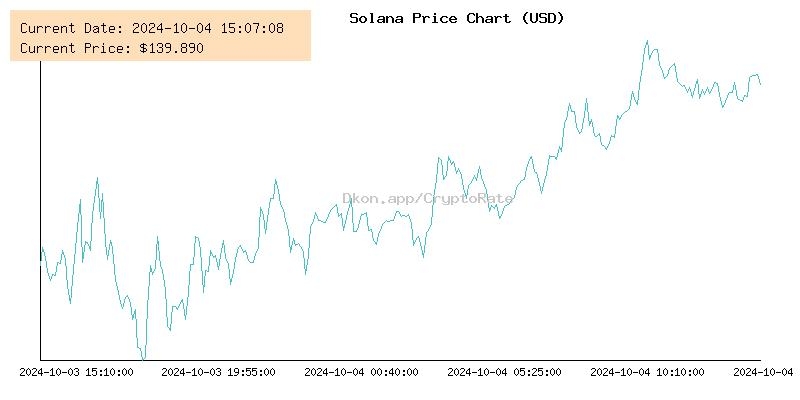 Solana Price Chart (USD)
Current Date: 2024-10-04 15:07:08
Current Price: $139.890
Dkon.app/CryptoRate
2024-10-03 15:10:00
2024-10-03 19:55:00
2024-10-04 00:40:00
2024-10-04 05:25:00
2024-10-04 10:10:00
2024-10-04